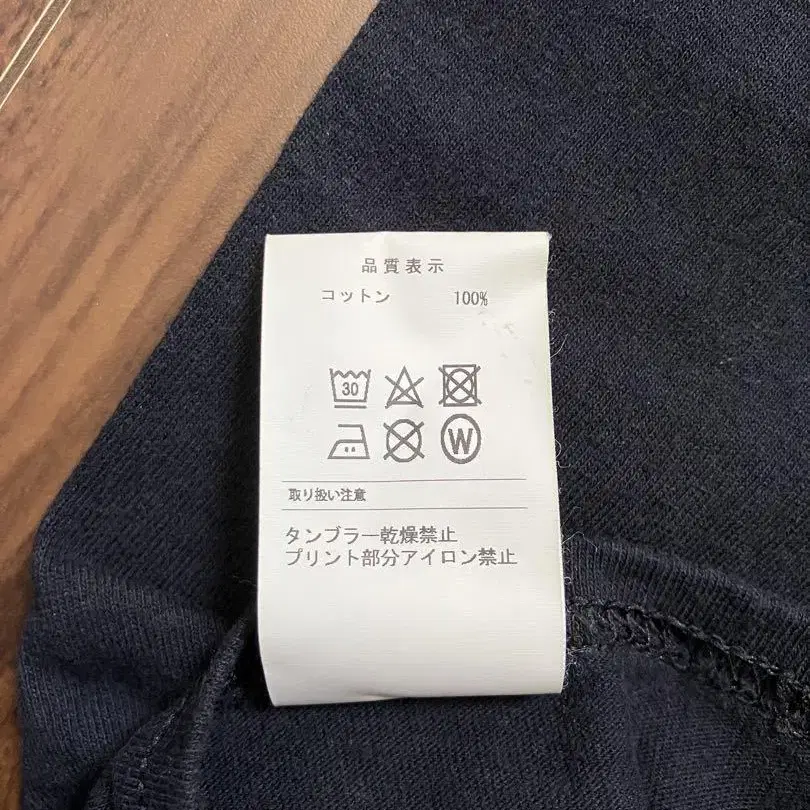 品質表示
コットン 100%
30
W
取り扱い注意
タンブラー乾燥禁止
プリント部分アイロン禁止